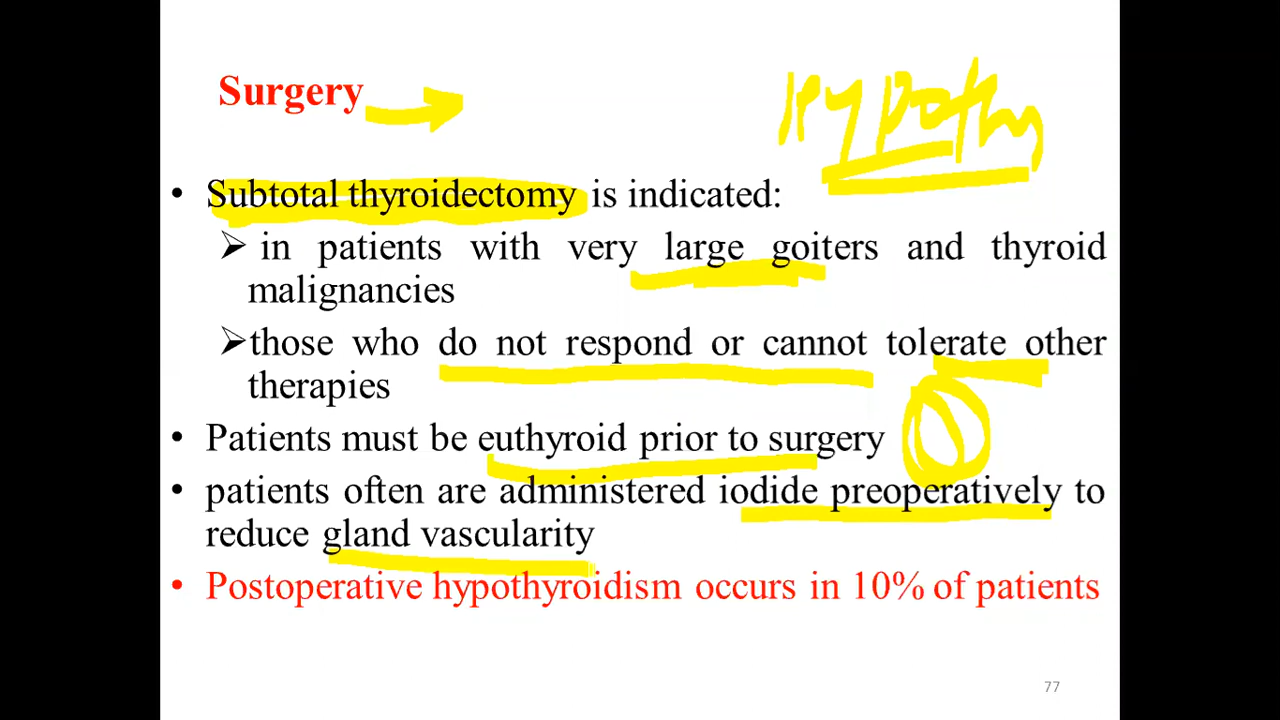 Surgery
Hypothy
• Subtotal thyroidectomy is indicated:
➢ in patients with very large goiters and thyroid
malignancies
➢those who do not respond or cannot tolerate other
therapies
• Patients must be euthyroid prior to surgery
• patients often are administered iodide preoperatively to
reduce gland vascularity
• Postoperative hypothyroidism occurs in 10% of patients
77